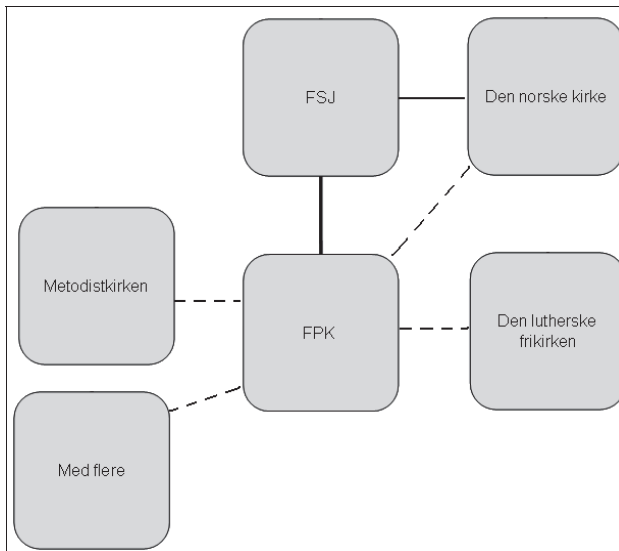 FSJ
Den norske kirke
Metodistkirken
FPK
Den lutherske
frikirken
Med flere